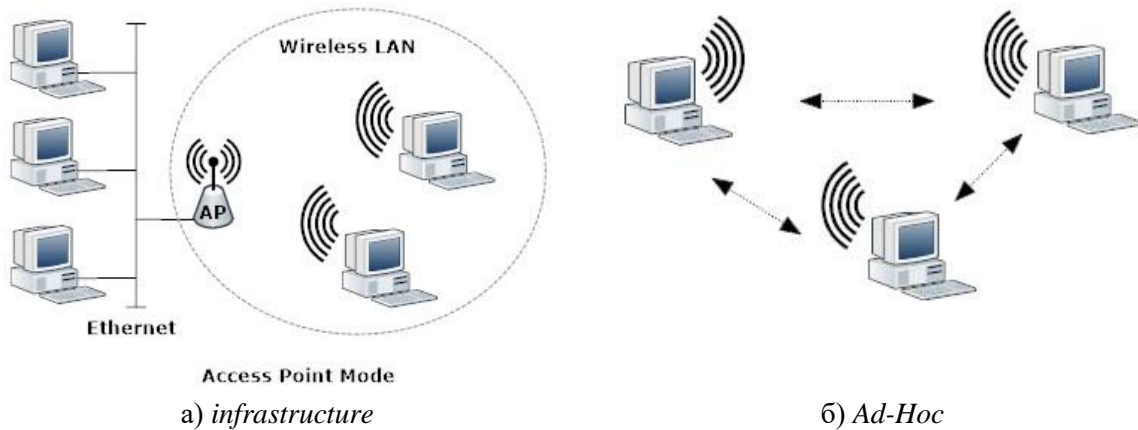 Wireless LAN
AP
Ethernet
Access Point Mode
а) infrastructure
б) Ad-Hoc